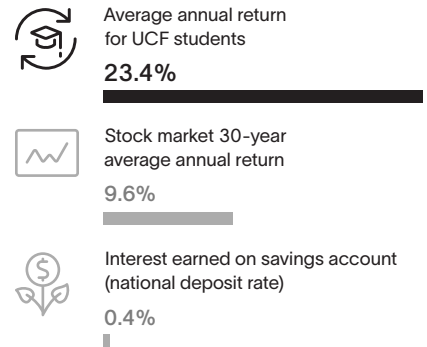 Average annual return
for UCF students
23.4%
Stock market 30-year
average annual return
9.6%
$
Interest earned on savings account
(national deposit rate)
0.4%